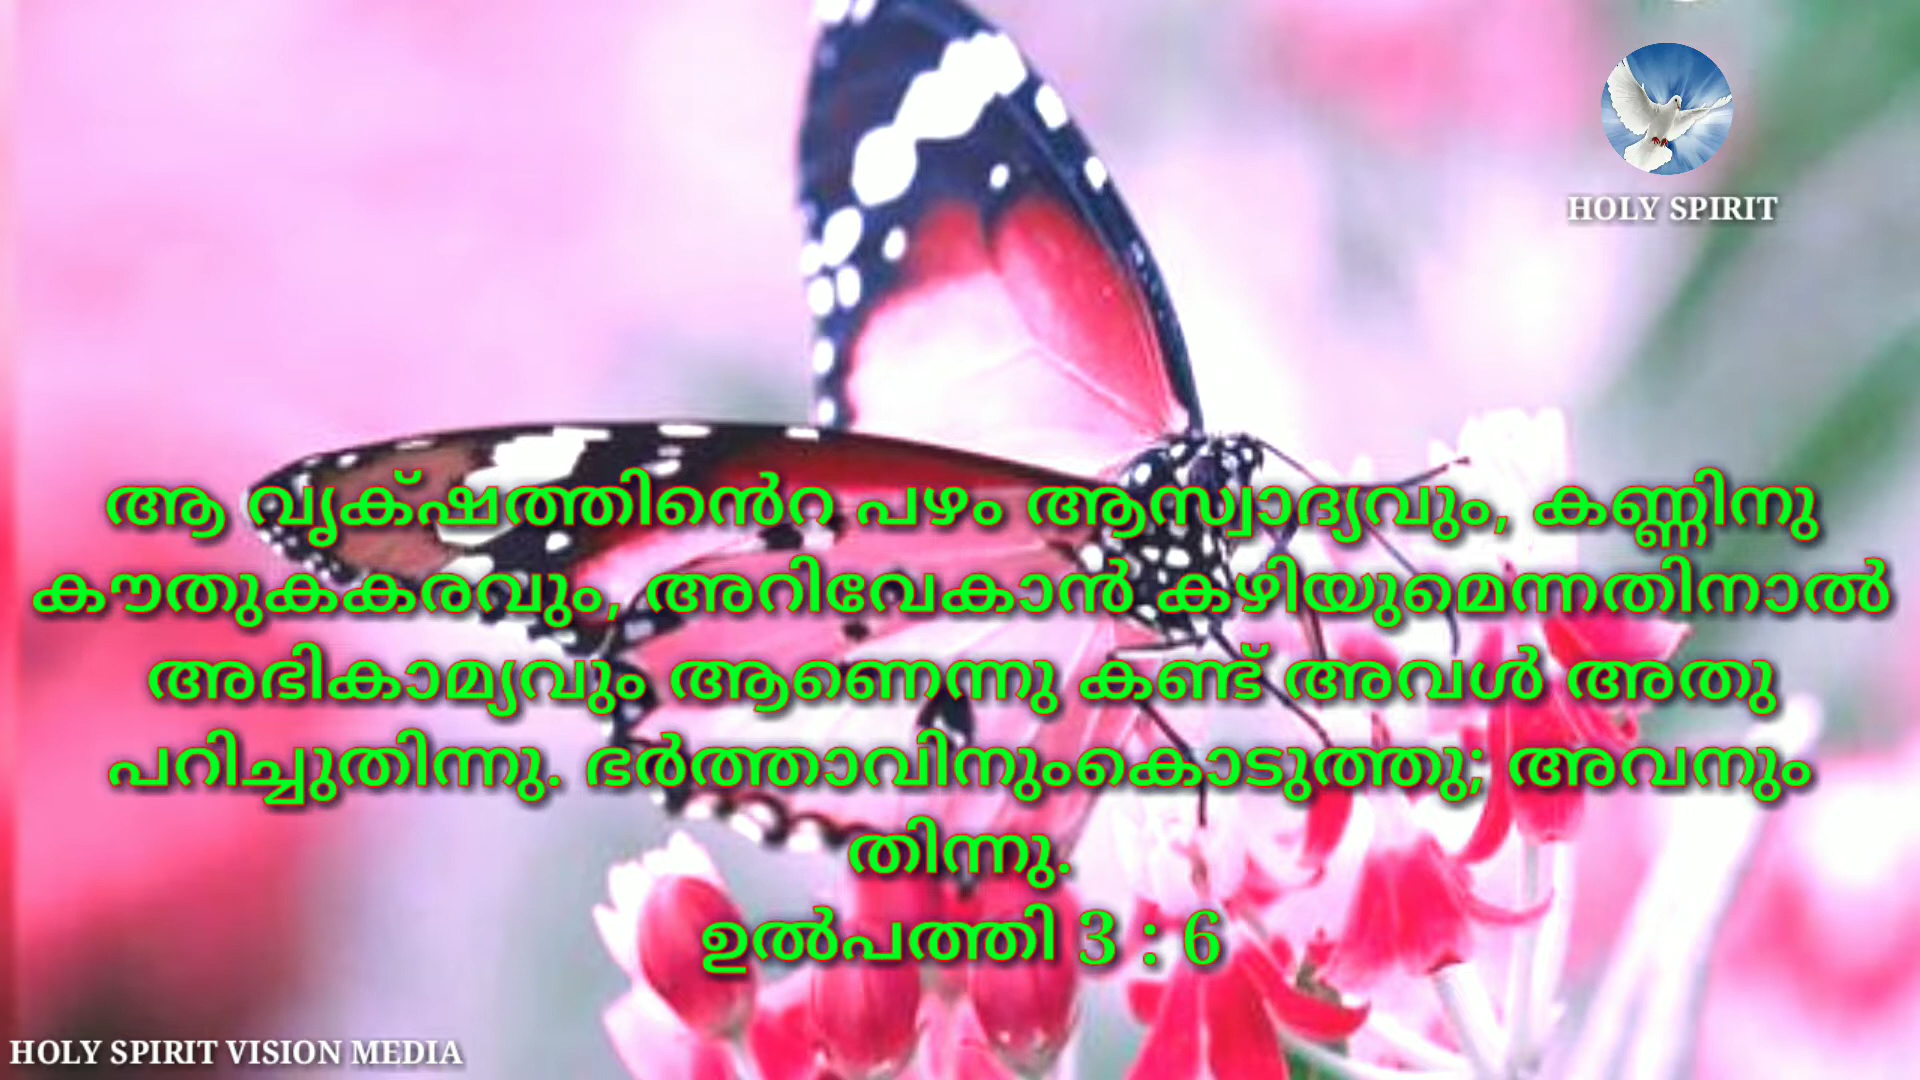 HOLY SPIRIT
ആ വൃക്‌ഷത്തിൻെറ പഴം ആസ്വാദ്യവും, കണ്ണിനു
കൗതുകകരവും, അറിവേകാൻ കഴിയുമെന്നതിനാൽ
അഭികാമ്യവും ആണെന്നു കണ്ട് അവൾ അതു
പറിച്ചുതിന്നു. ഭർത്താവിനുംകൊടുത്തു; അവനും
തിന്നു.
ഉൽപത്തി 3 : 6
HOLY SPIRIT VISION MEDIA